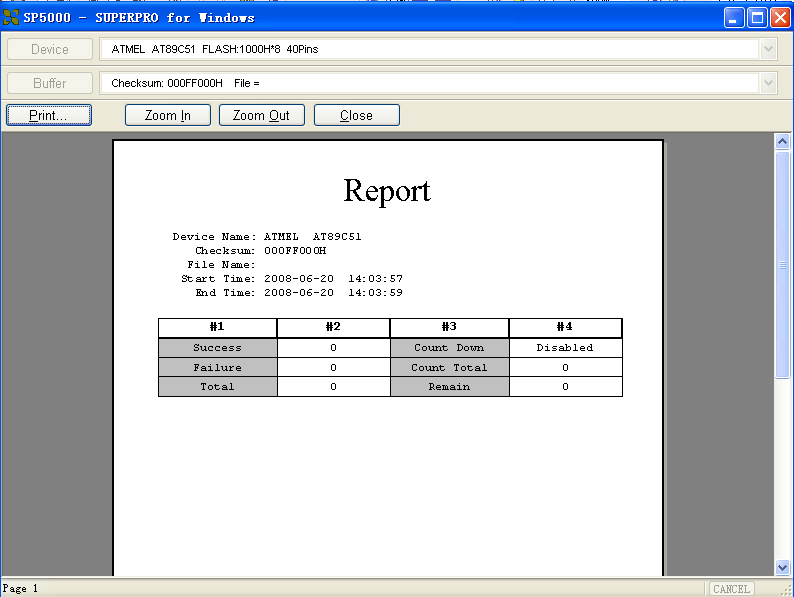 SP5000 - SUPERPRO for Windows
Device
ATMEL AT89C51 FLASH:1000H*8 40Pins
Buffer
Checksum: 000FF000H File =
Print...
Zoom In
Zoom Out
Close
Report
Device Name: ATMEL AT89C51
Checksum: 000FF000H
File Name:
Start Time: 2008-06-20 14:03:57
End Time: 2008-06-20 14:03:59
#1 #2 #3 #4
Success 0 Count Down Disabled
Failure 0 Count Total 0
Total 0 Remain 0
Page 1
CANCEL